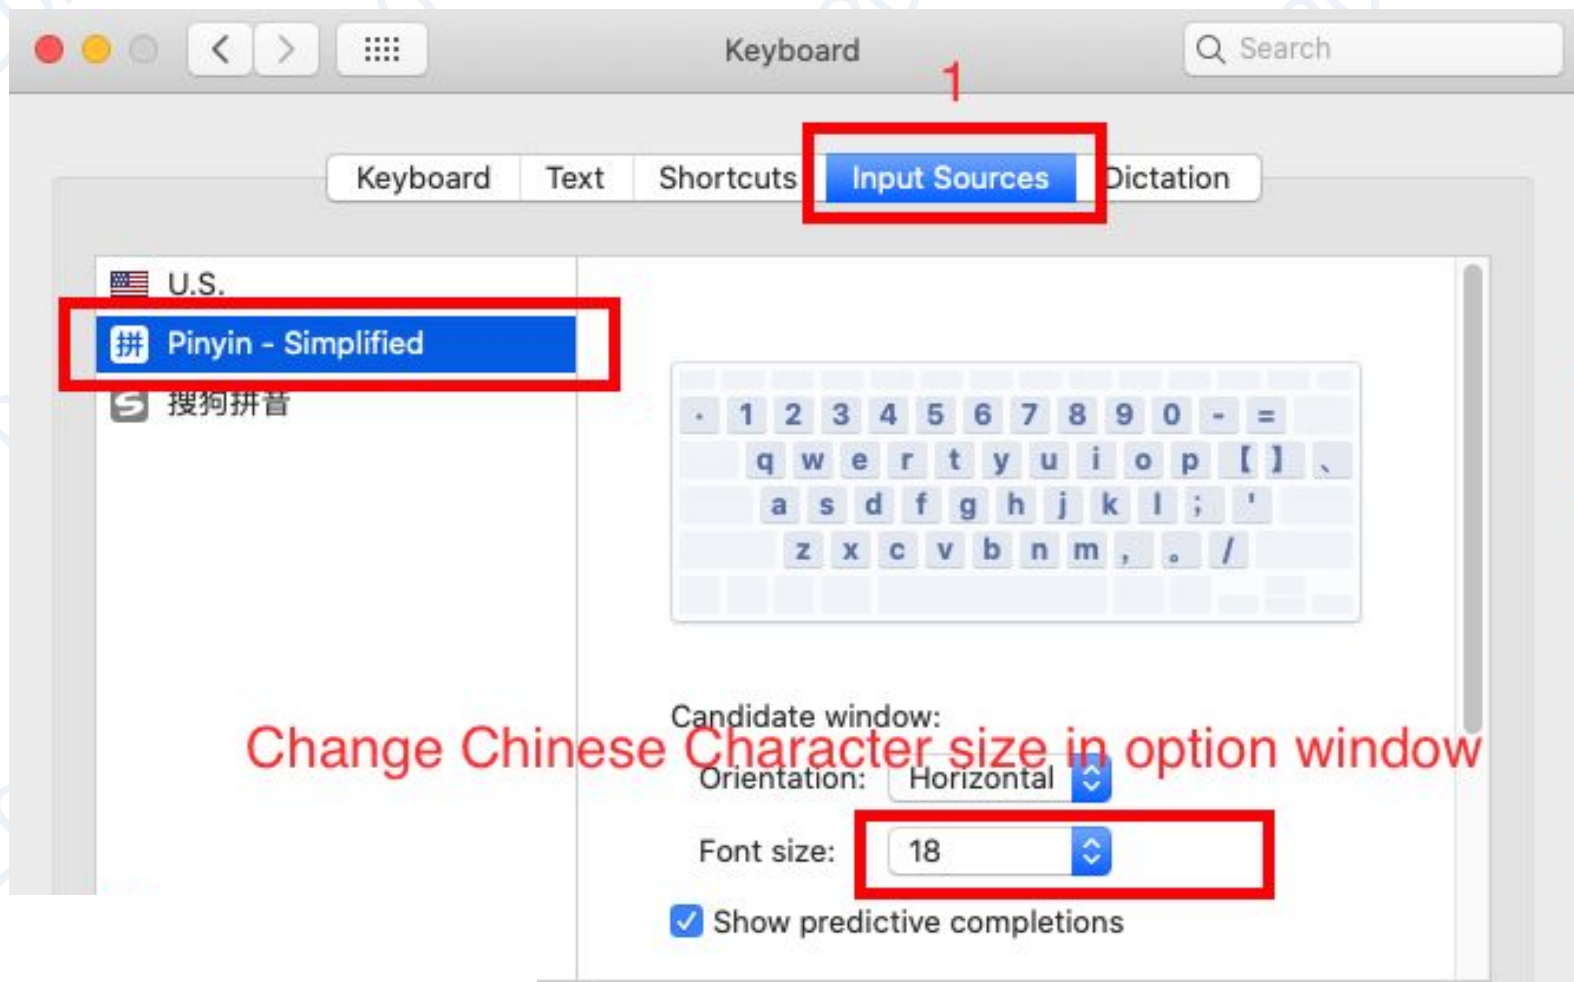 Keyboard
Search
1
Keyboard Text Shortcuts Input Sources Dictation
U.S.
拼 Pinyin - Simplified
S 搜狗拼音
· 1 2 3 4 5 6 7 8 9 0 - =
q w e r t y u i o p 【 】 、
a s d f g h j k l ; '
z x c v b n m , 。 /
Candidate window:
Change Chinese Character size in option window
Orientation: Horizontal
Font size: 18
Show predictive completions